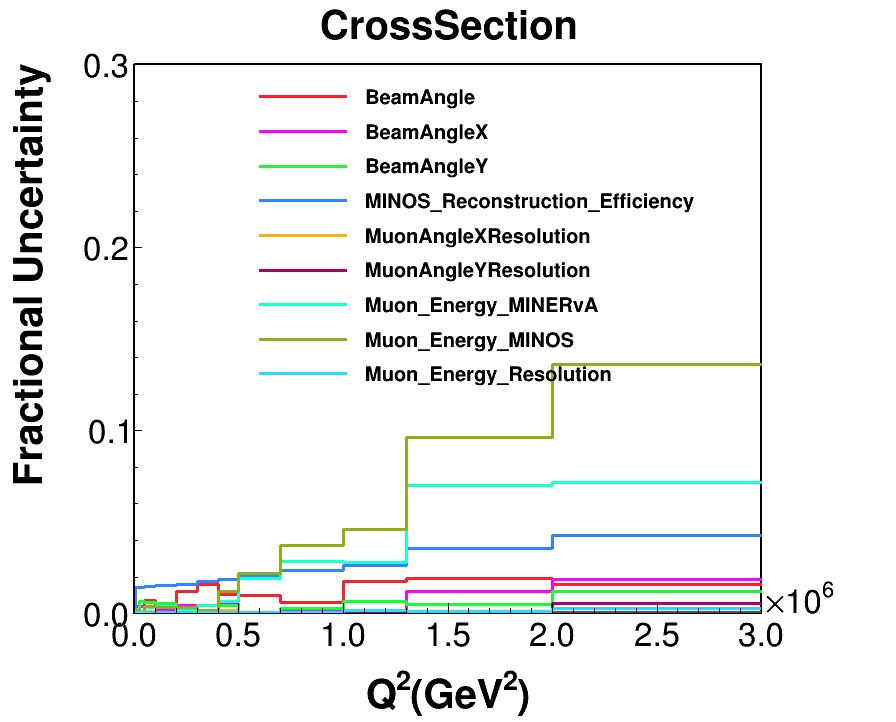 CrossSection
Fractional Uncertainty
0.3
0.2
0.1
0.0
BeamAngle
BeamAngleX
BeamAngleY
MINOS_Reconstruction_Efficiency
MuonAngleXResolution
MuonAngleYResolution
Muon_Energy_MINERvA
Muon_Energy_MINOS
Muon_Energy_Resolution
0.0 0.5 1.0 1.5 2.0 2.5 3.0
×10⁶
Q²(GeV²)